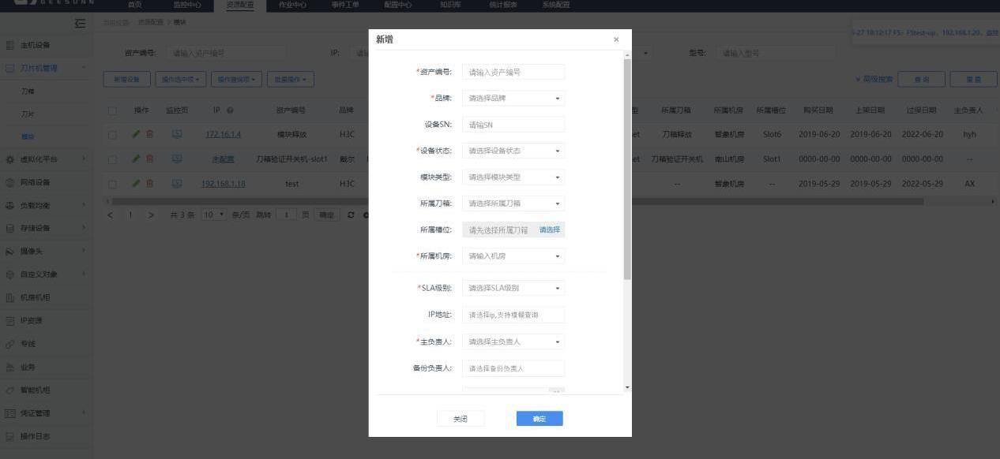 GEESUNN
首页 监控中心 资源配置 作业中心 事件工单 配置中心 知识库 统计报表 系统配置
当前位置: 资源配置 > 模块
-27 18:12:17 F5= F5test-up, 192.168.1.20, 监控
主机设备
刀片机管理
刀箱
刀片
模块
虚拟化平台
网络设备
负载均衡
存储设备
摄像头
自定义对象
机房机柜
IP资源
专线
业务
智能机柜
凭证管理
操作日志
资产编号: 请输入资产编号 IP: 请输 型号: 请输入型号
新增设备 操作选中项 操作查询项 批量操作 高级搜索 查询 重置
操作 监控页 IP 资产编号 品牌 型 所属刀箱 所属机房 所属槽位 购买日期 上架日期 过保日期 主负责人
172.16.1.4 模块释放 H3C et 刀箱释放 智象机房 Slot6 2019-06-20 2019-06-20 2022-06-20 hyh
未配置 刀箱验证开关机-slot1 戴尔 et 刀箱验证开关机 南山机房 Slot1 0000-00-00 0000-00-00 0000-00-00 --
192.168.1.18 test H3C -- 智象机房 -- 2019-05-29 2019-05-29 2022-05-29 AX
< 1 > 共 3 条 10 条/页 跳转 1 页 确定
新增 ×
*资产编号: 请输入资产编号
*品牌: 请选择品牌
设备SN: 请输SN
*设备状态: 请选择设备状态
模块类型: 请选择模块类型
所属刀箱: 请选择所属刀箱
所属槽位: 请先选择所属刀箱 请选择
*所属机房: 请输入机房
*SLA级别: 请选择SLA级别
IP地址: 请选择ip,支持模糊查询
*主负责人: 请选择主负责人
备份负责人: 请选择备份负责人
关闭 确定